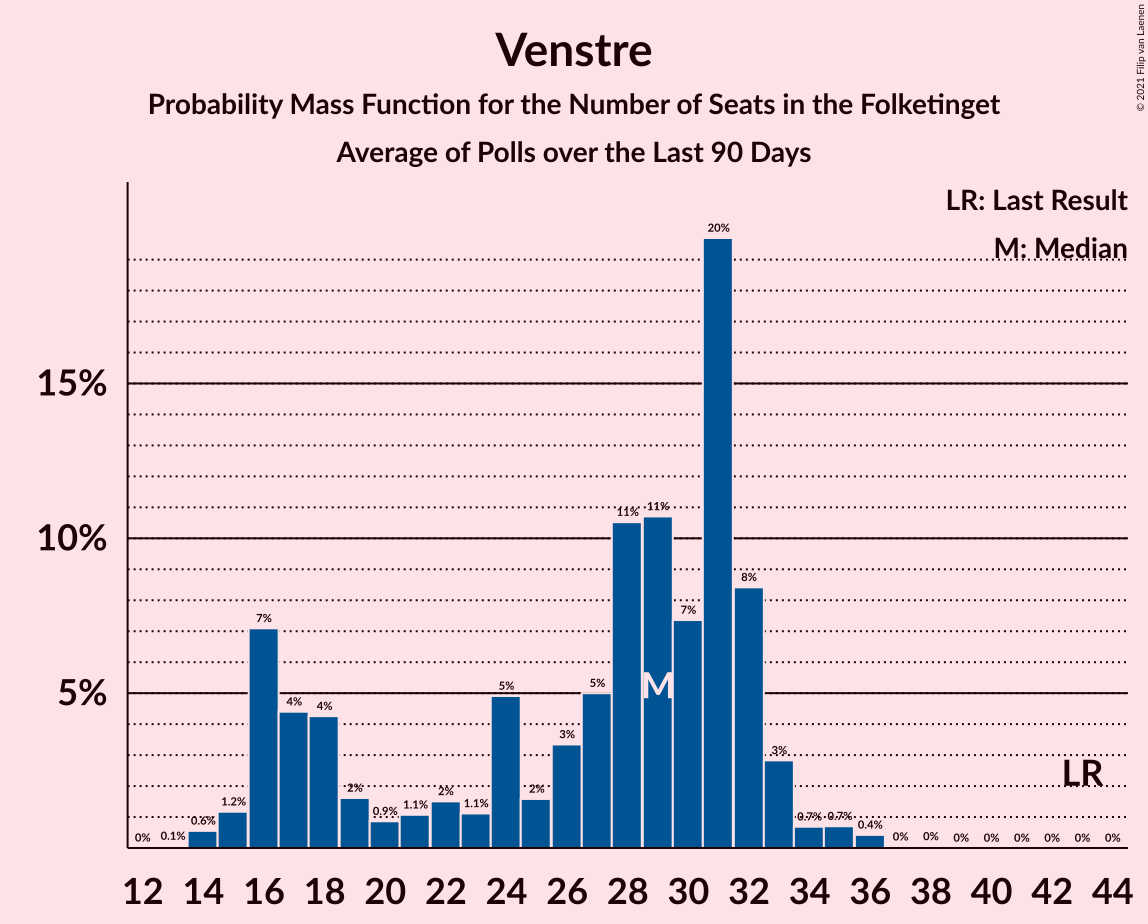 Venstre
Probability Mass Function for the Number of Seats in the Folketinget
Average of Polls over the Last 90 Days
© 2021 Filip van Laenen
LR: Last Result
M: Median
20%
15%
11% 11%
10%
8%
7% 7%
5%
5% 5%
M
4% 4%
3% 3%
LR
2% 2% 2%
1.2% 0.9% 1.1% 1.1%
0% 0.1% 0.6% 0.7% 0.7% 0.4% 0% 0% 0% 0% 0% 0% 0% 0%
12 14 16 18 20 22 24 26 28 30 32 34 36 38 40 42 44